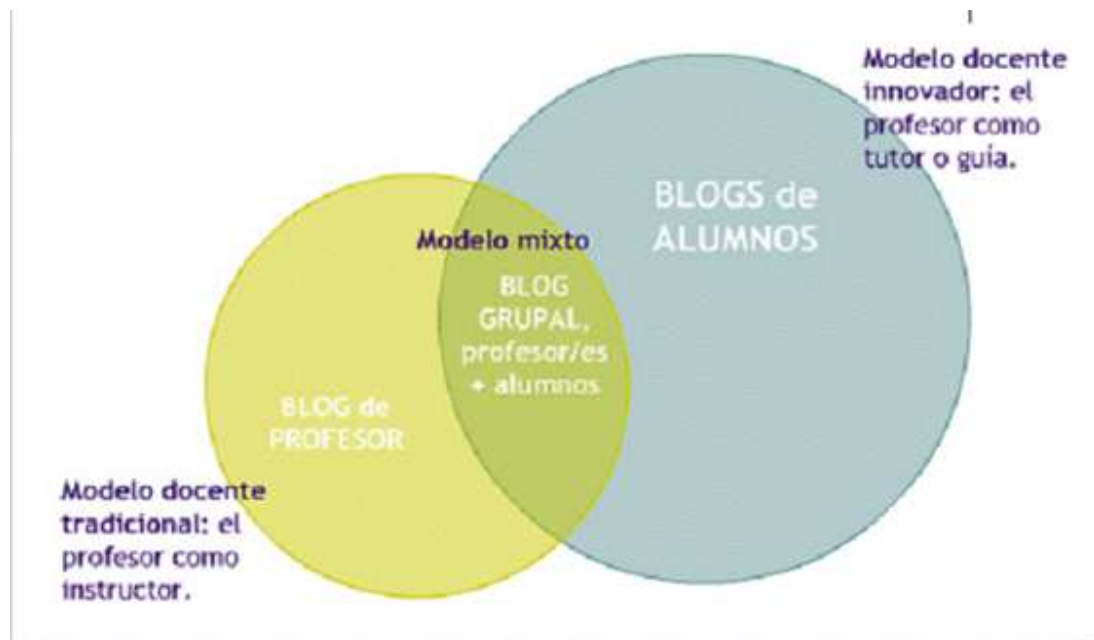 Modelo docente
innovador: el
profesor como
tutor o guía.
BLOGS de
ALUMNOS
Modelo mixto
BLOG
GRUPAL,
profesor/es
+ alumnos
BLOG de
PROFESOR
Modelo docente
tradicional: el
profesor como
instructor.